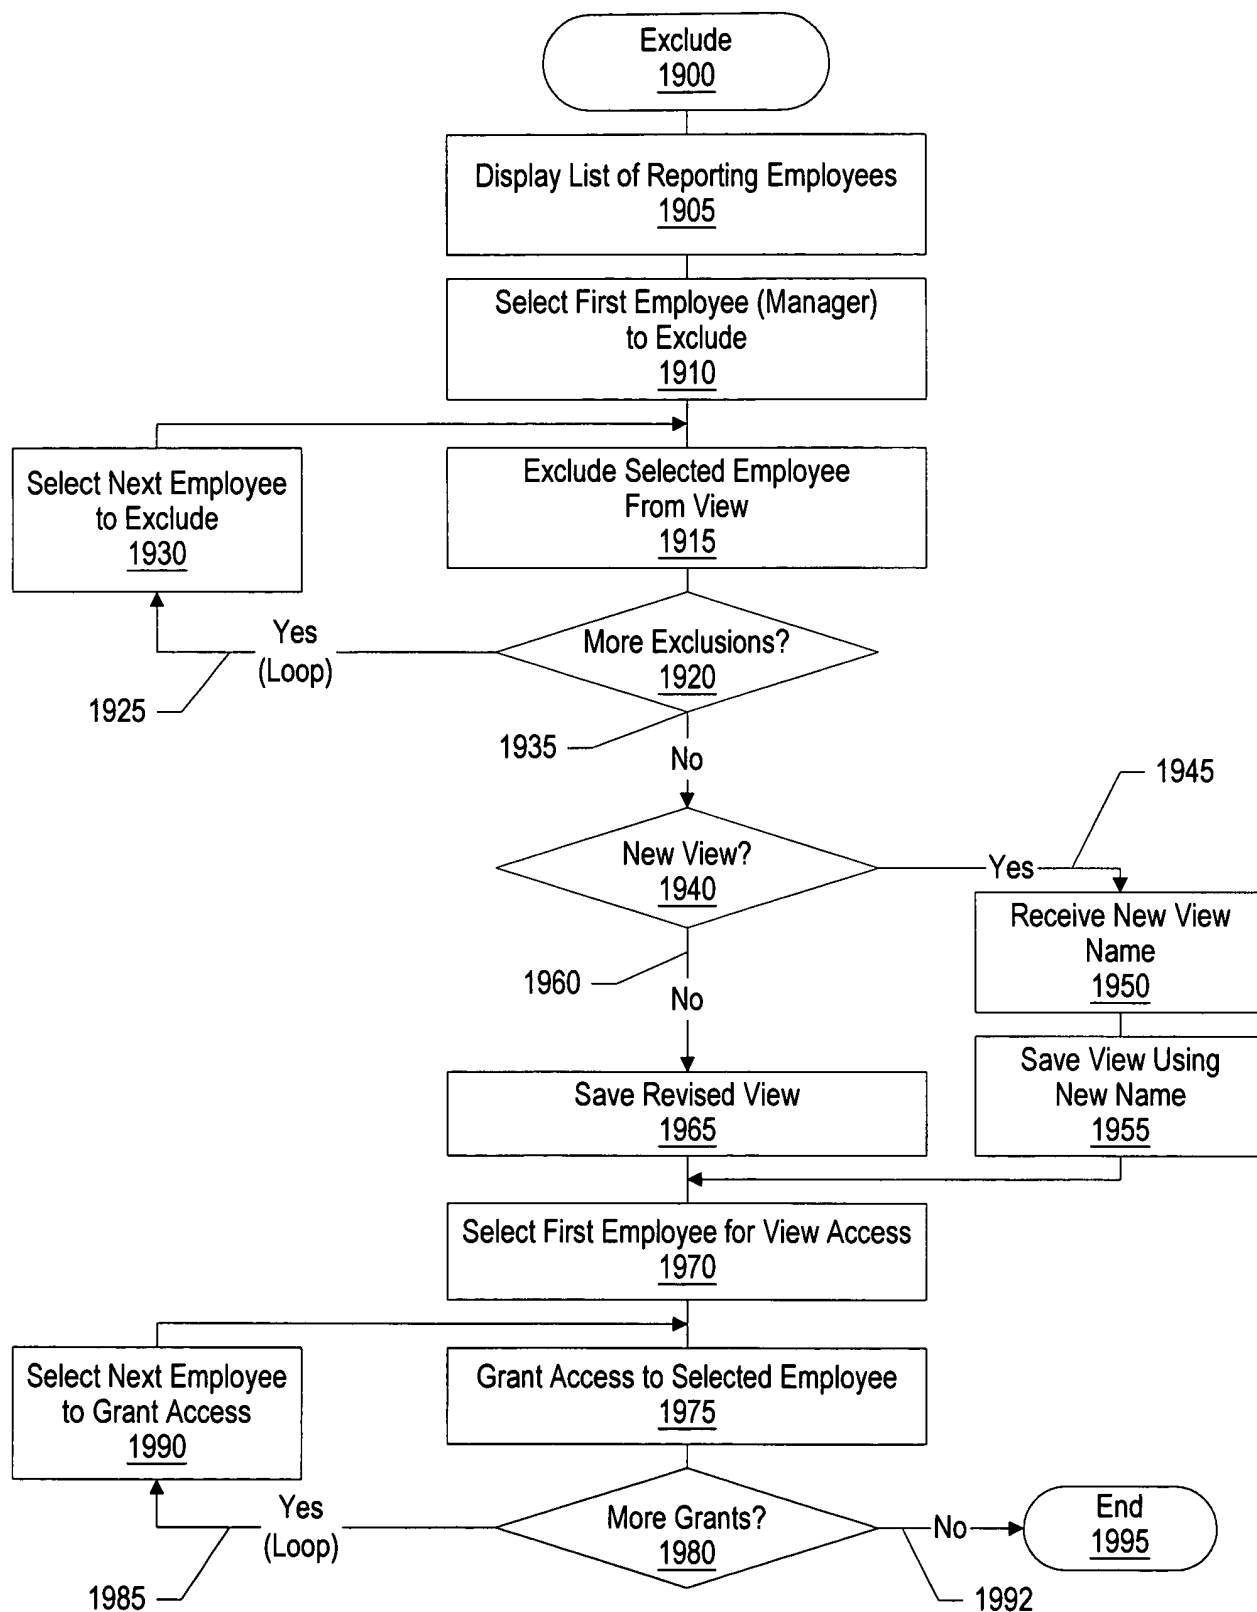 Exclude
1900
Display List of Reporting Employees
1905
Select First Employee (Manager)
to Exclude
1910
Exclude Selected Employee
From View
1915
Select Next Employee
to Exclude
1930
Yes
(Loop)
1925
More Exclusions?
1920
1935
No
1945
New View?
1940
Yes
Receive New View
Name
1950
1960
No
Save View Using
New Name
1955
Save Revised View
1965
Select First Employee for View Access
1970
Select Next Employee
to Grant Access
1990
Grant Access to Selected Employee
1975
Yes
(Loop)
1985
More Grants?
1980
No
1992
End
1995